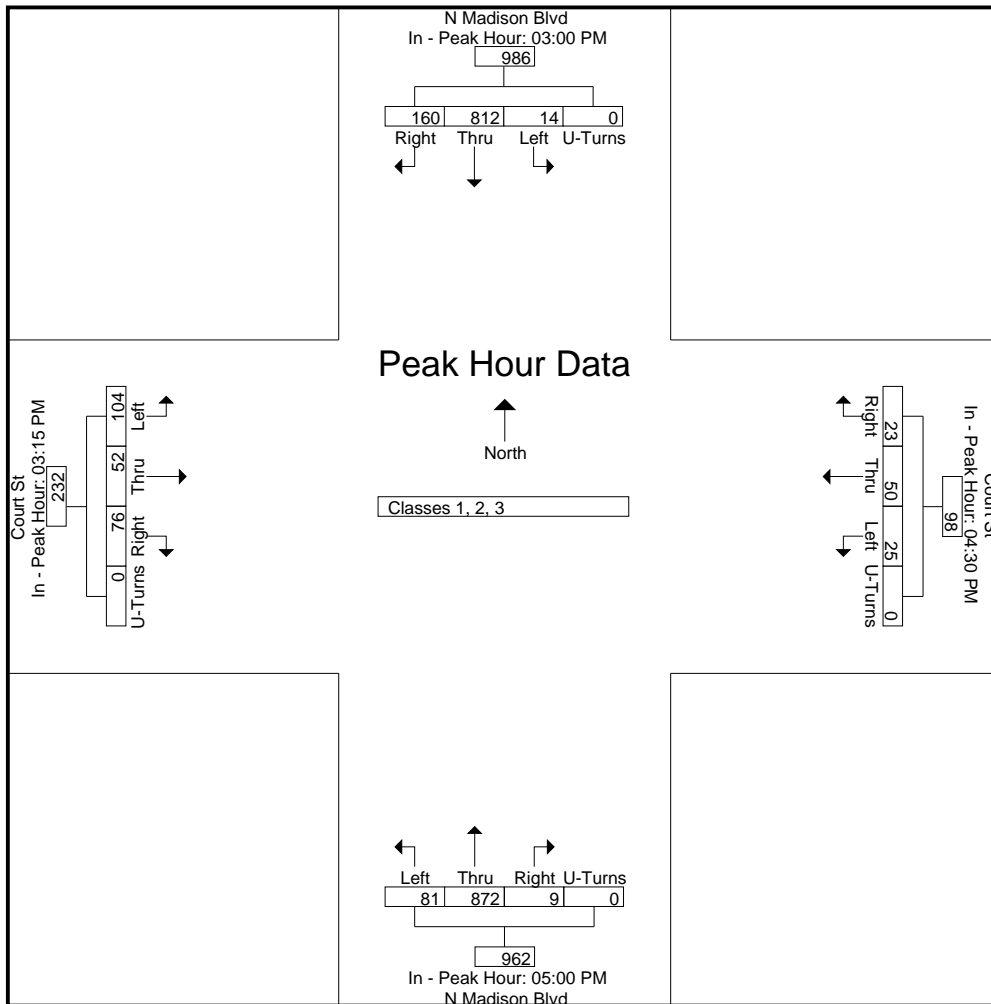 N Madison Blvd
In - Peak Hour: 03:00 PM
986
160 812 14 0
Right Thru Left U-Turns
Peak Hour Data
North
Classes 1, 2, 3
Court St
In - Peak Hour: 03:15 PM
232
104 52 76 0
Left Thru Right U-Turns
Court St
In - Peak Hour: 04:30 PM
98
23 50 25 0
Right Thru Left U-Turns
Left Thru Right U-Turns
81 872 9 0
962
In - Peak Hour: 05:00 PM
N Madison Blvd